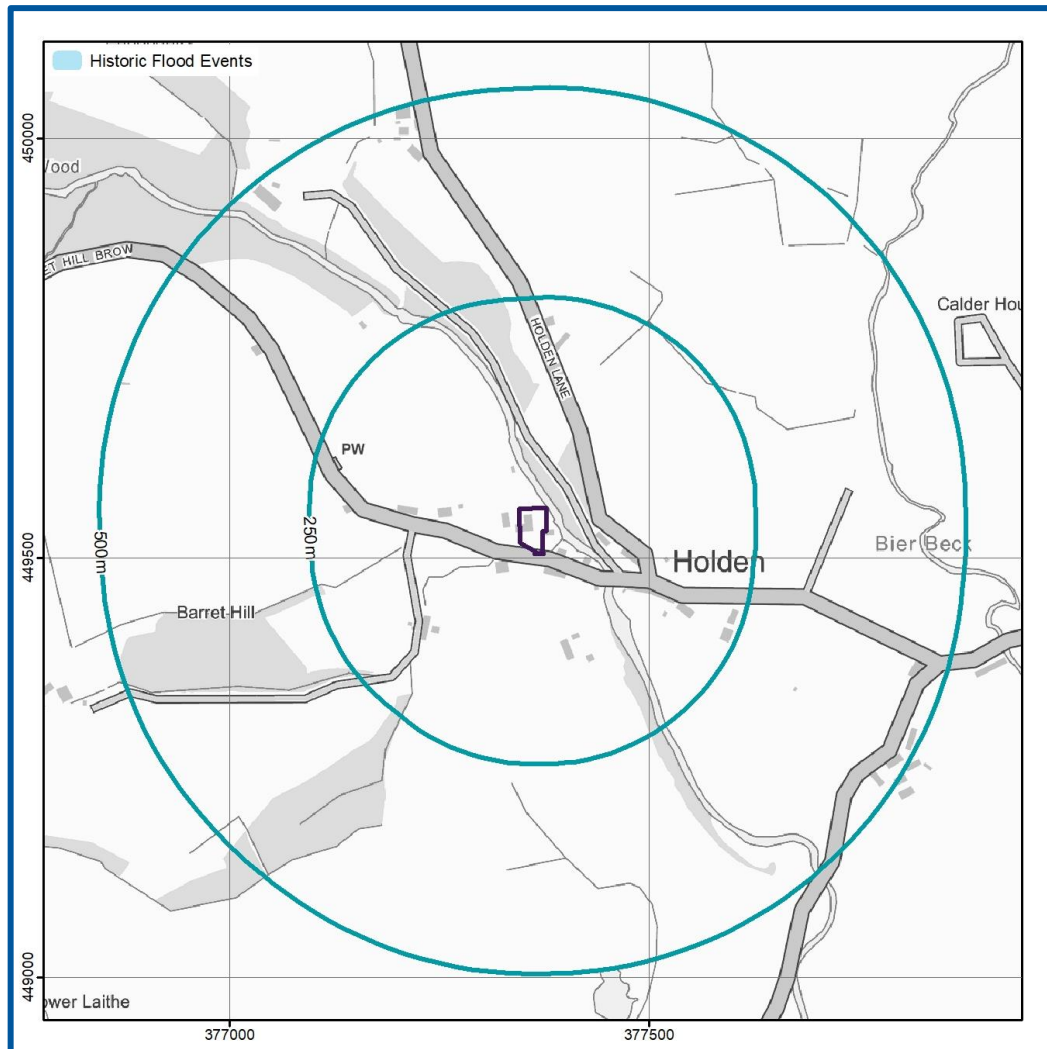 Historic Flood Events
450000
ET HILL BROW
Calder Hou
HOLDEN LANE
PW
500m
250m
449500
Holden
Bier Beck
Barret Hill
449000
ower Laithe
377000
377500